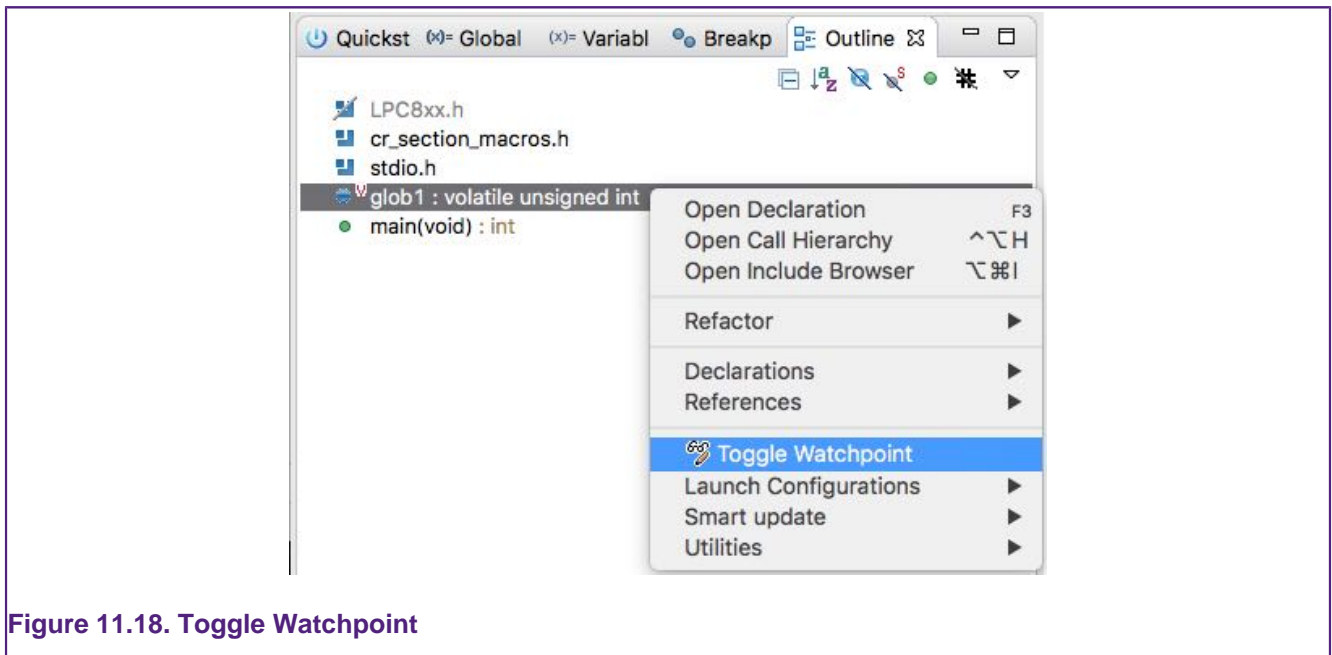 Quickst (x)= Global (x)= Variabl Breakp Outline
LPC8xx.h
cr_section_macros.h
stdio.h
V glob1 : volatile unsigned int
main(void) : int
Open Declaration F3
Open Call Hierarchy ^⌥H
Open Include Browser ⌥⌘I
Refactor
Declarations
References
Toggle Watchpoint
Launch Configurations
Smart update
Utilities
Figure 11.18. Toggle Watchpoint